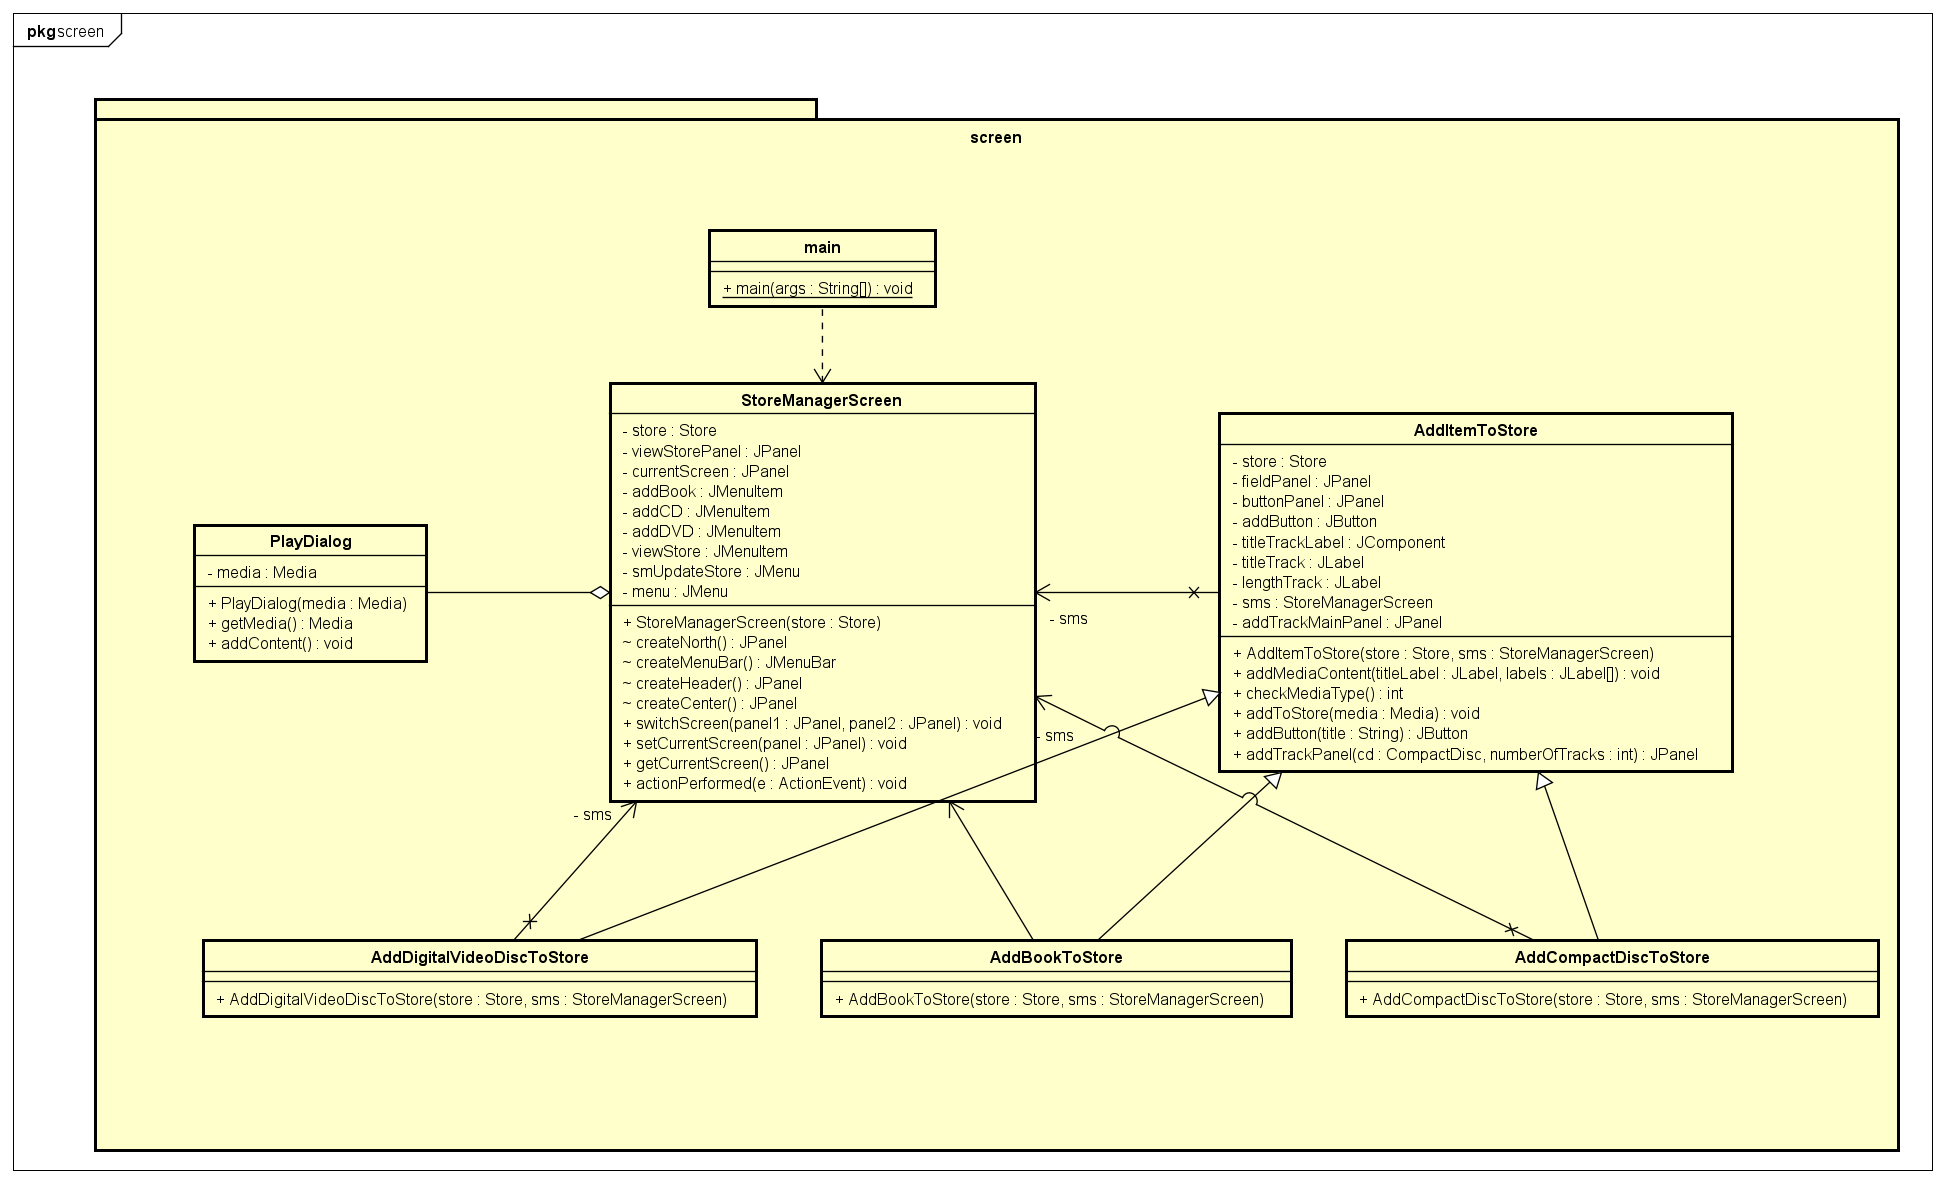 pkg screen
screen
main
+ main(args : String[]) : void
StoreManagerScreen
- store : Store
- viewStorePanel : JPanel
- currentScreen : JPanel
- addBook : JMenuItem
- addCD : JMenuItem
- addDVD : JMenuItem
- viewStore : JMenuItem
- smUpdateStore : JMenu
- menu : JMenu
+ StoreManagerScreen(store : Store)
~ createNorth() : JPanel
~ createMenuBar() : JMenuBar
~ createHeader() : JPanel
~ createCenter() : JPanel
+ switchScreen(panel1 : JPanel, panel2 : JPanel) : void
+ setCurrentScreen(panel : JPanel) : void
+ getCurrentScreen() : JPanel
+ actionPerformed(e : ActionEvent) : void
AddItemToStore
- store : Store
- fieldPanel : JPanel
- buttonPanel : JPanel
- addButton : JButton
- titleTrackLabel : JComponent
- titleTrack : JLabel
- lengthTrack : JLabel
- sms : StoreManagerScreen
- addTrackMainPanel : JPanel
+ AddItemToStore(store : Store, sms : StoreManagerScreen)
+ addMediaContent(titleLabel : JLabel, labels : JLabel[]) : void
+ checkMediaType() : int
+ addToStore(media : Media) : void
+ addButton(title : String) : JButton
+ addTrackPanel(cd : CompactDisc, numberOfTracks : int) : JPanel
PlayDialog
- media : Media
+ PlayDialog(media : Media)
+ getMedia() : Media
+ addContent() : void
- sms
- sms
- sms
AddDigitalVideoDiscToStore
+ AddDigitalVideoDiscToStore(store : Store, sms : StoreManagerScreen)
AddBookToStore
+ AddBookToStore(store : Store, sms : StoreManagerScreen)
AddCompactDiscToStore
+ AddCompactDiscToStore(store : Store, sms : StoreManagerScreen)